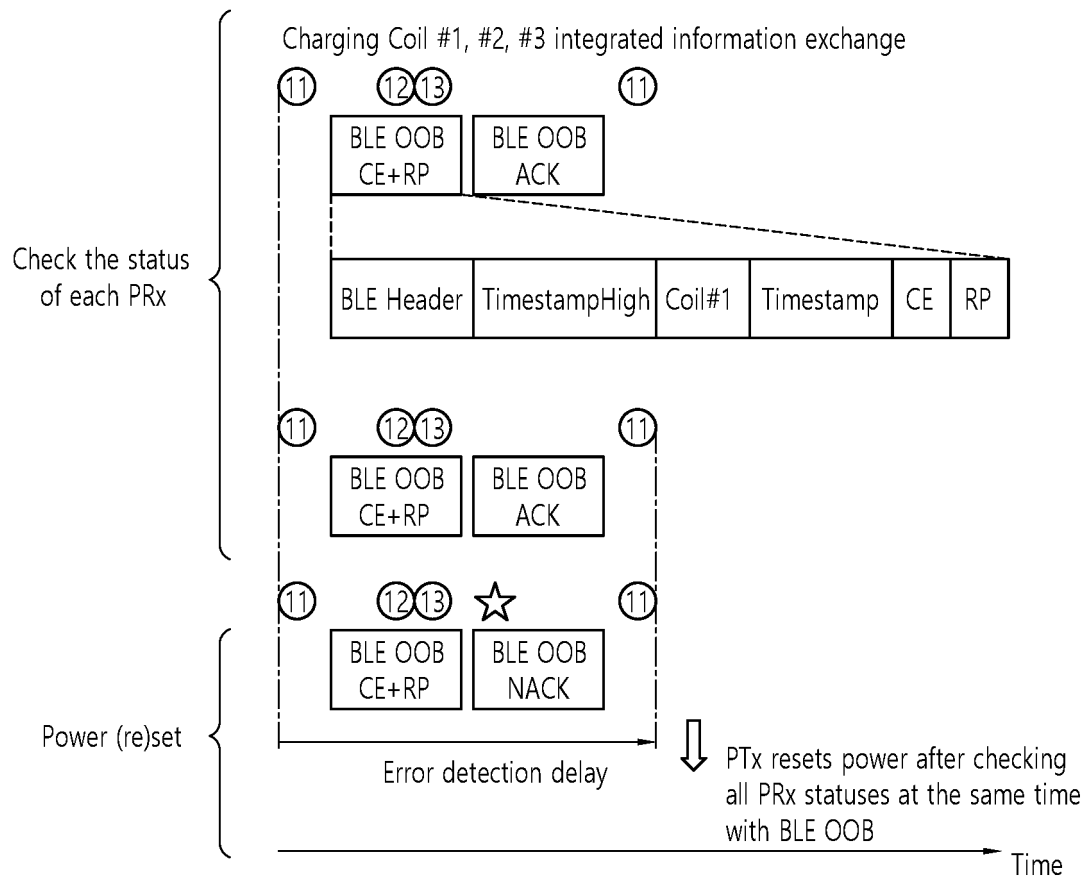 Charging Coil #1, #2, #3 integrated information exchange
11 12 13 11
BLE OOB CE+RP
BLE OOB ACK
Check the status of each PRx
BLE Header TimestampHigh Coil#1 Timestamp CE RP
11 12 13 11
BLE OOB CE+RP
BLE OOB ACK
11 12 13 11
BLE OOB CE+RP
BLE OOB NACK
Power (re)set
Error detection delay
PTx resets power after checking
all PRx statuses at the same time
with BLE OOB
Time